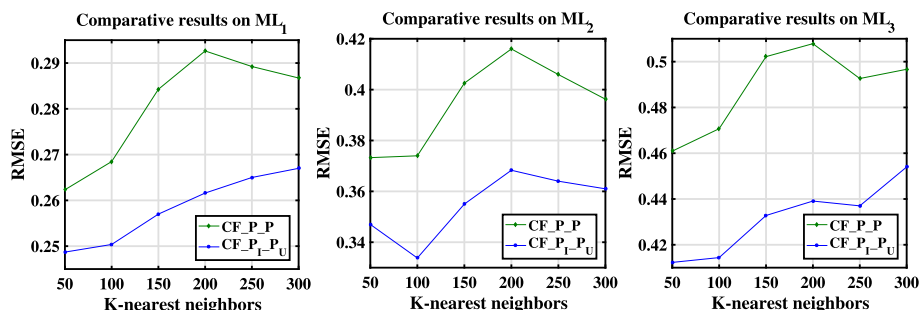 Comparative results on ML1
RMSE
0.29
0.28
0.27
0.26
0.25
50 100 150 200 250 300
K-nearest neighbors
CF_P_P
CF_PI_PU
Comparative results on ML2
RMSE
0.42
0.4
0.38
0.36
0.34
50 100 150 200 250 300
K-nearest neighbors
CF_P_P
CF_PI_PU
Comparative results on ML3
RMSE
0.5
0.48
0.46
0.44
0.42
50 100 150 200 250 300
K-nearest neighbors
CF_P_P
CF_PI_PU